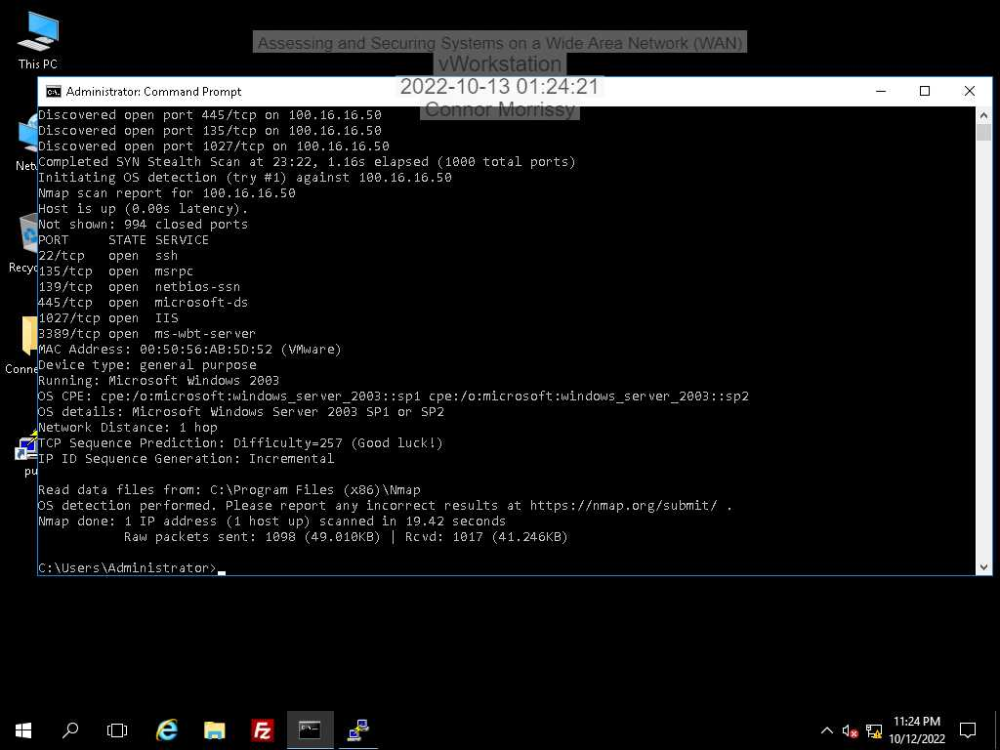 Assessing and Securing Systems on a Wide Area Network (WAN)
vWorkstation
2022-10-13 01:24:21
Connor Morrissy
This PC
Administrator: Command Prompt
Discovered open port 445/tcp on 100.16.16.50
Discovered open port 135/tcp on 100.16.16.50
Discovered open port 1027/tcp on 100.16.16.50
Completed SYN Stealth Scan at 23:22, 1.16s elapsed (1000 total ports)
Initiating OS detection (try #1) against 100.16.16.50
Nmap scan report for 100.16.16.50
Host is up (0.00s latency).
Not shown: 994 closed ports
PORT     STATE SERVICE
22/tcp   open  ssh
135/tcp  open  msrpc
139/tcp  open  netbios-ssn
445/tcp  open  microsoft-ds
1027/tcp open  IIS
3389/tcp open  ms-wbt-server
MAC Address: 00:50:56:AB:5D:52 (VMware)
Device type: general purpose
Running: Microsoft Windows 2003
OS CPE: cpe:/o:microsoft:windows_server_2003::sp1 cpe:/o:microsoft:windows_server_2003::sp2
OS details: Microsoft Windows Server 2003 SP1 or SP2
Network Distance: 1 hop
TCP Sequence Prediction: Difficulty=257 (Good luck!)
IP ID Sequence Generation: Incremental
Read data files from: C:\Program Files (x86)\Nmap
OS detection performed. Please report any incorrect results at https://nmap.org/submit/ .
Nmap done: 1 IP address (1 host up) scanned in 19.42 seconds
Raw packets sent: 1098 (49.010KB) | Rcvd: 1017 (41.246KB)
C:\Users\Administrator>
Net
Recyc
Conne
pu
11:24 PM
10/12/2022